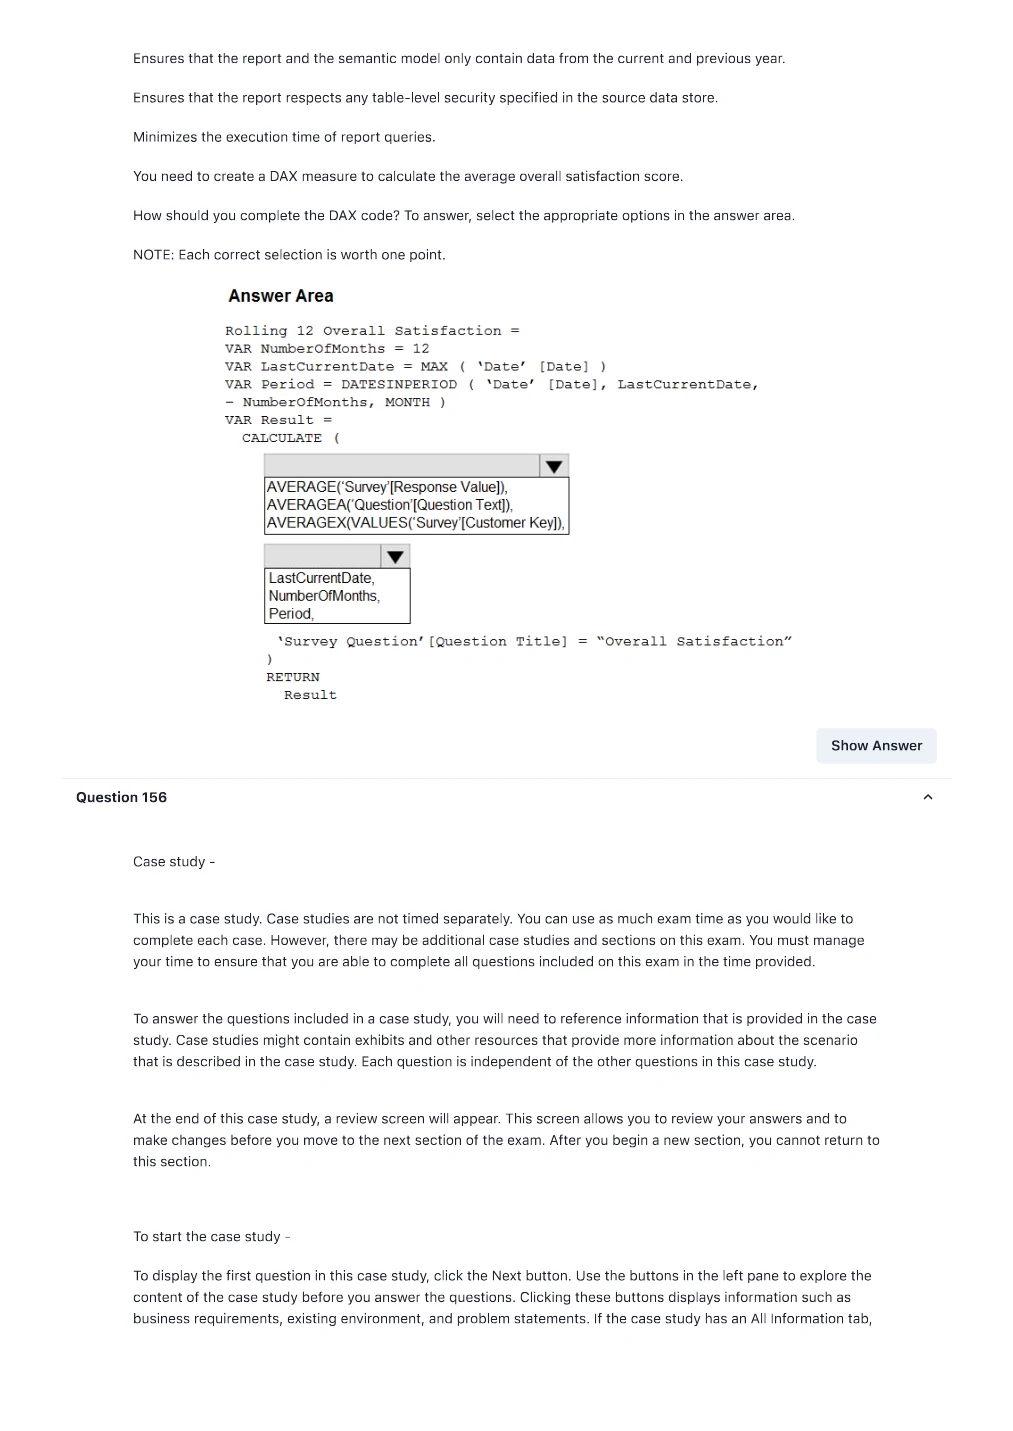 Ensures that the report and the semantic model only contain data from the current and previous year.
Ensures that the report respects any table-level security specified in the source data store.
Minimizes the execution time of report queries.
You need to create a DAX measure to calculate the average overall satisfaction score.
How should you complete the DAX code? To answer, select the appropriate options in the answer area.
NOTE: Each correct selection is worth one point.
Answer Area
Rolling 12 Overall Satisfaction =
VAR NumberOfMonths = 12
VAR LastCurrentDate = MAX ( ‘Date’ [Date] )
VAR Period = DATESINPERIOD ( ‘Date’ [Date], LastCurrentDate,
– NumberOfMonths, MONTH )
VAR Result =
CALCULATE (
AVERAGE(‘Survey’[Response Value]),
AVERAGEA(‘Question’[Question Text]),
AVERAGEX(VALUES(‘Survey’[Customer Key]),
LastCurrentDate,
NumberOfMonths,
Period,
‘Survey Question’ [Question Title] = “Overall Satisfaction”
)
RETURN
Result
Show Answer
Question 156
Case study -
This is a case study. Case studies are not timed separately. You can use as much exam time as you would like to
complete each case. However, there may be additional case studies and sections on this exam. You must manage
your time to ensure that you are able to complete all questions included on this exam in the time provided.
To answer the questions included in a case study, you will need to reference information that is provided in the case
study. Case studies might contain exhibits and other resources that provide more information about the scenario
that is described in the case study. Each question is independent of the other questions in this case study.
At the end of this case study, a review screen will appear. This screen allows you to review your answers and to
make changes before you move to the next section of the exam. After you begin a new section, you cannot return to
this section.
To start the case study -
To display the first question in this case study, click the Next button. Use the buttons in the left pane to explore the
content of the case study before you answer the questions. Clicking these buttons displays information such as
business requirements, existing environment, and problem statements. If the case study has an All Information tab,